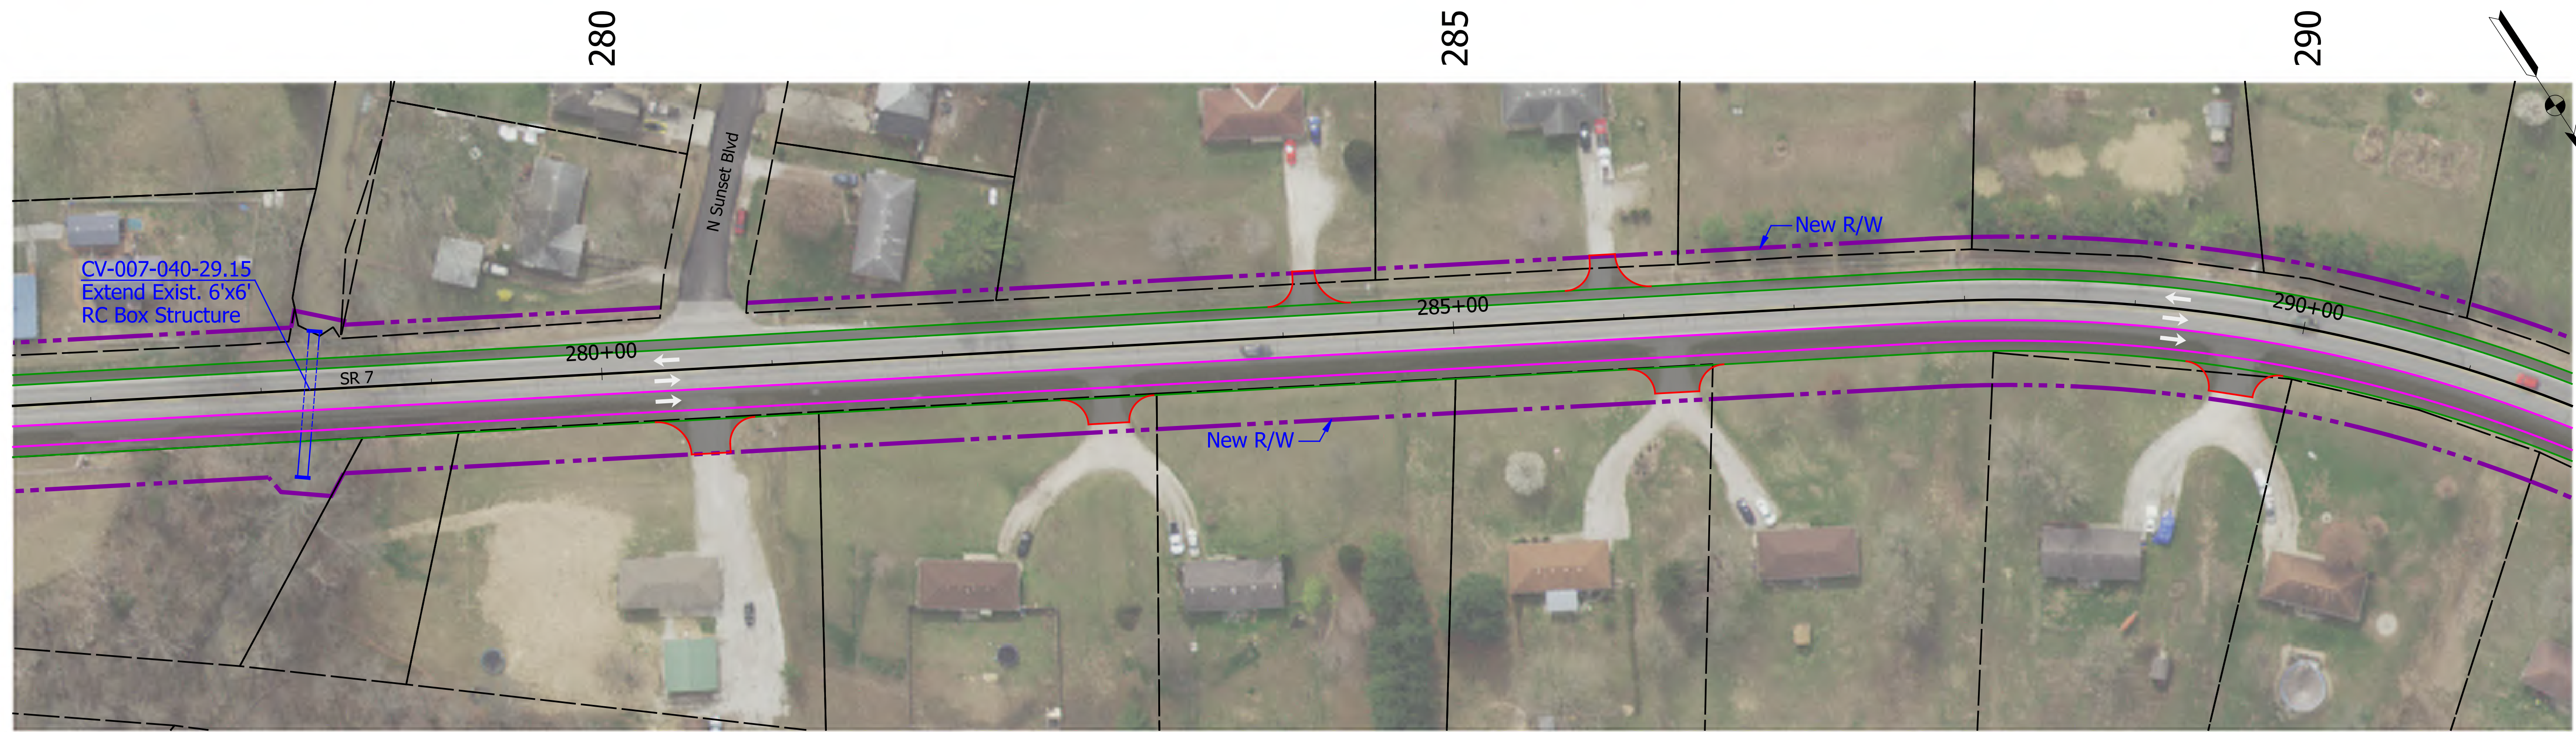 280
285
290
N Sunset Blvd
New R/W
CV-007-040-29.15
Extend Exist. 6'x6'
RC Box Structure
285+00
290+00
280+00
SR 7
New R/W